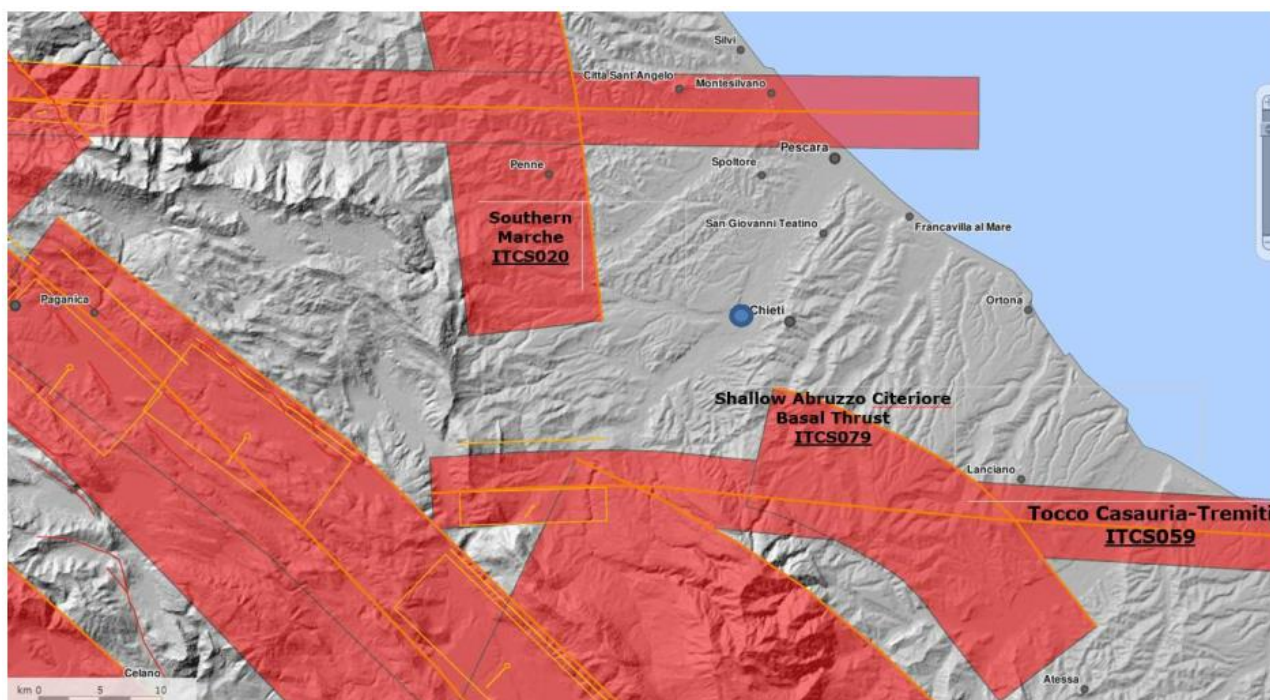 Silvi
Città Sant'Angelo
Montesilvano
Pescara
Spoltore
Penne
Southern
Marche
ITCS020
San Giovanni Teatino
Francavilla al Mare
Paganica
Chieti
Ortona
Shallow Abruzzo Citeriore
Basal Thrust
ITCS079
Lanciano
Tocco Casauria-Tremiti
ITCS059
Celano
Atessa
km 0 5 10